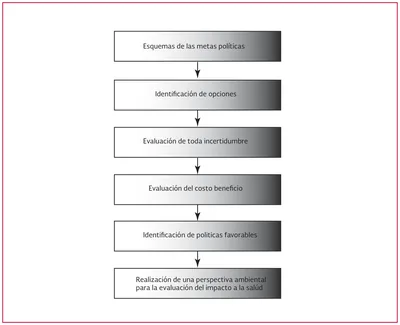 Esquemas de las metas políticas
Identificación de opciones
Evaluación de toda incertidumbre
Evaluación del costo beneficio
Identificación de políticas favorables
Realización de una perspectiva ambiental
para la evaluación del impacto a la salud